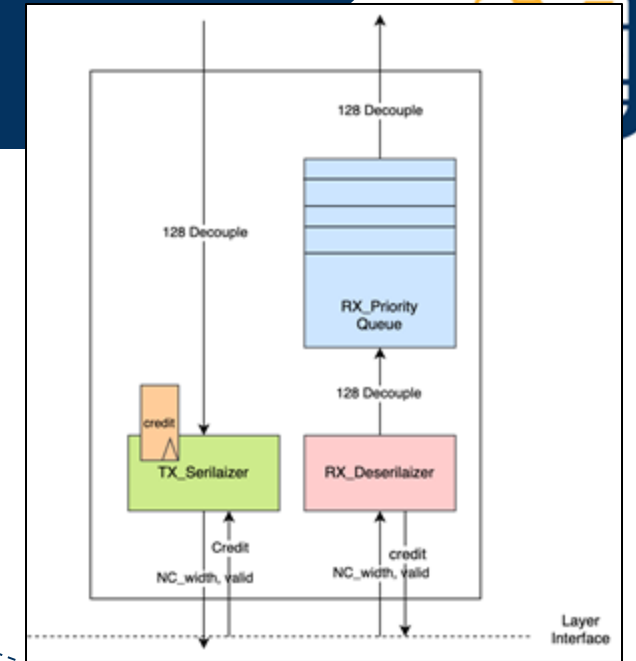 128 Decouple
128 Decouple
RX_Priority
Queue
128 Decouple
credit
TX_Serilaizer
RX_Deserilaizer
Credit
NC_width, valid
credit
NC_width, valid
Layer
Interface